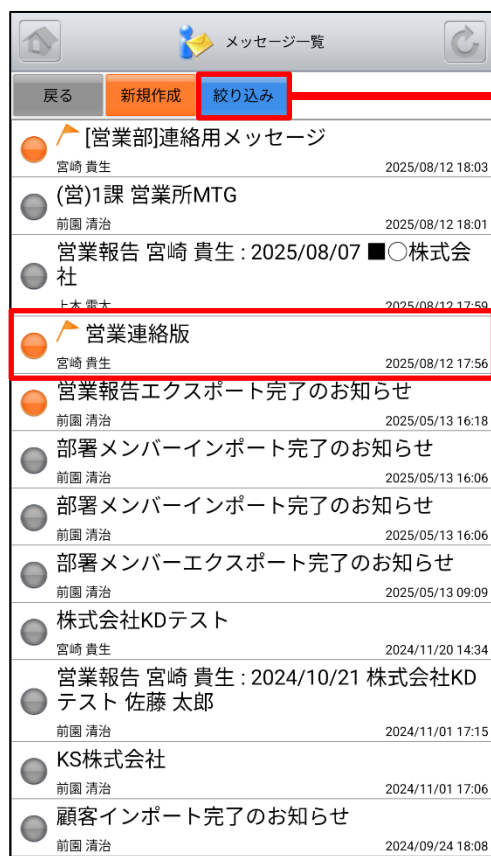 メッセージ一覧
戻る 新規作成 絞り込み
[営業部]連絡用メッセージ
宮崎 貴生 2025/08/12 18:03
(営)1課 営業所MTG
前園 清治 2025/08/12 18:01
営業報告 宮崎 貴生 : 2025/08/07 ■○株式会
社
上本 電太 2025/08/12 17:59
営業連絡版
宮崎 貴生 2025/08/12 17:56
営業報告エクスポート完了のお知らせ
前園 清治 2025/05/13 16:18
部署メンバーインポート完了のお知らせ
前園 清治 2025/05/13 16:06
部署メンバーインポート完了のお知らせ
前園 清治 2025/05/13 16:06
部署メンバーエクスポート完了のお知らせ
前園 清治 2025/05/13 09:09
株式会社KDテスト
宮崎 貴生 2024/11/20 14:34
営業報告 宮崎 貴生 : 2024/10/21 株式会社KD
テスト 佐藤 太郎
前園 清治 2024/11/01 17:15
KS株式会社
前園 清治 2024/11/01 17:06
顧客インポート完了のお知らせ
前園 清治 2024/09/24 18:08